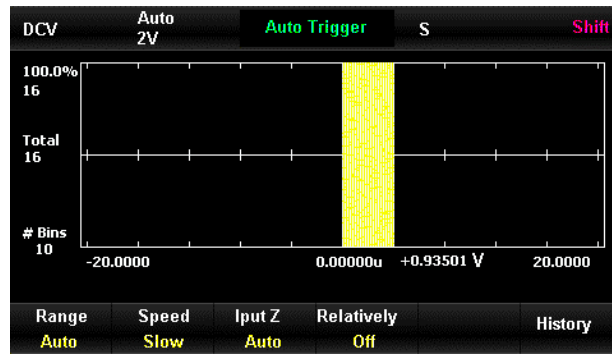 DCV Auto 2V Auto Trigger S Shift
100.0%
16
Total
16
# Bins
10
-20.0000 0.00000u +0.93501 V 20.0000
Range Speed Iput Z Relatively History
Auto Slow Auto Off